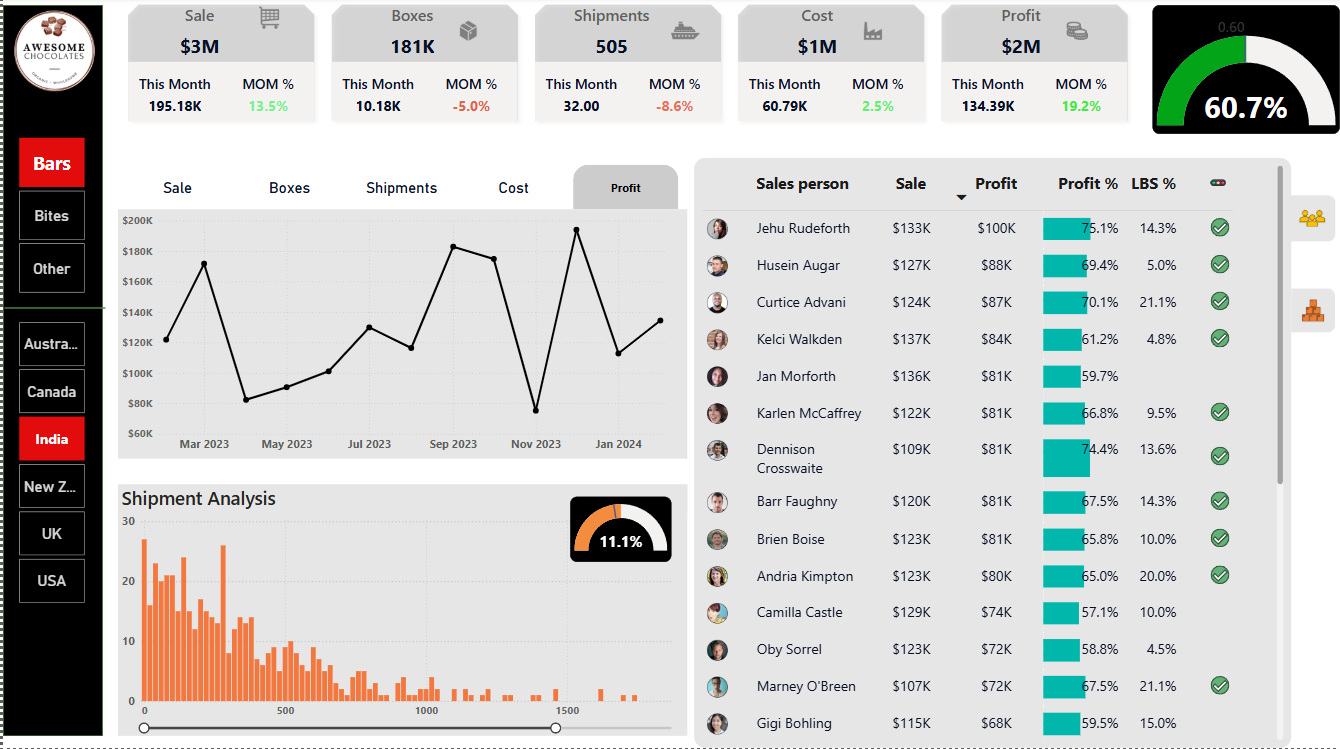 AWESOME
CHOCOLATES
Bars
Bites
Other
Austra...
Canada
India
New Z...
UK
USA
Sale
$3M
This Month MOM %
195.18K 13.5%
Boxes
181K
This Month MOM %
10.18K -5.0%
Shipments
505
This Month MOM %
32.00 -8.6%
Cost
$1M
This Month MOM %
60.79K 2.5%
Profit
$2M
This Month MOM %
134.39K 19.2%
0.60
60.7%
Sale Boxes Shipments Cost Profit
$200K
$180K
$160K
$140K
$120K
$100K
$80K
$60K
Mar 2023 May 2023 Jul 2023 Sep 2023 Nov 2023 Jan 2024
Shipment Analysis
11.1%
30
20
10
0
0 500 1000 1500
Sales person Sale Profit Profit % LBS %
Jehu Rudeforth $133K $100K 75.1% 14.3%
Husein Augar $127K $88K 69.4% 5.0%
Curtice Advani $124K $87K 70.1% 21.1%
Kelci Walkden $137K $84K 61.2% 4.8%
Jan Morforth $136K $81K 59.7%
Karlen McCaffrey $122K $81K 66.8% 9.5%
Dennison $109K $81K 74.4% 13.6%
Crosswaite
Barr Faughny $120K $81K 67.5% 14.3%
Brien Boise $123K $81K 65.8% 10.0%
Andria Kimpton $123K $80K 65.0% 20.0%
Camilla Castle $129K $74K 57.1% 10.0%
Oby Sorrel $123K $72K 58.8% 4.5%
Marney O'Breen $107K $72K 67.5% 21.1%
Gigi Bohling $115K $68K 59.5% 15.0%